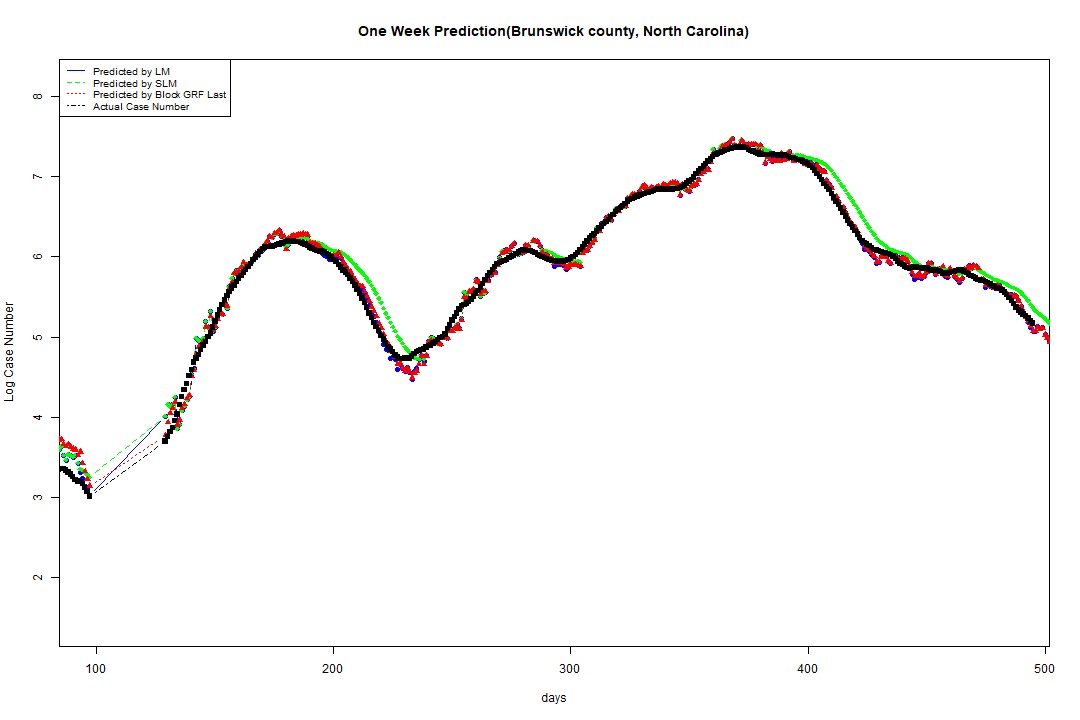 One Week Prediction(Brunswick county, North Carolina)
Predicted by LM
Predicted by SLM
Predicted by Block GRF Last
Actual Case Number
8
7
6
5
4
3
2
Log Case Number
100 200 300 400 500
days